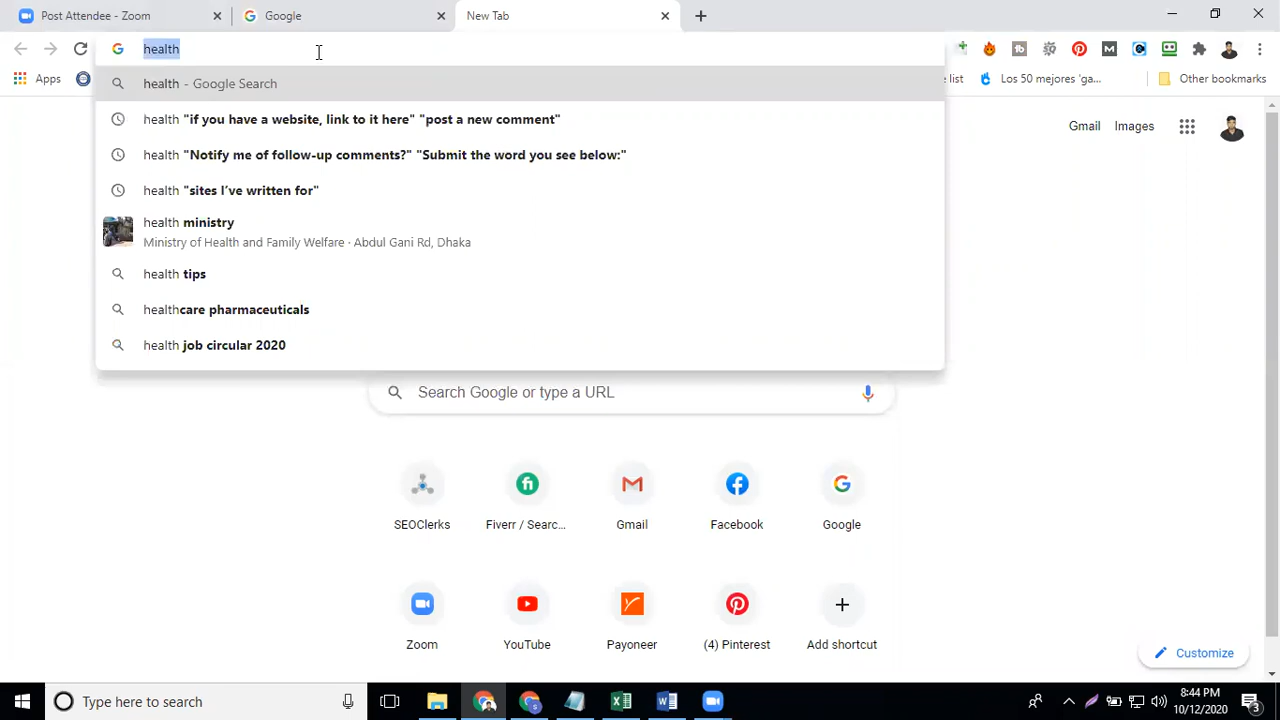 Post Attendee - Zoom
Google
New Tab
health
list
Los 50 mejores 'ga...
Other bookmarks
Apps
health - Google Search
health "if you have a website, link to it here" "post a new comment"
Gmail
Images
health "Notify me of follow-up comments?" "Submit the word you see below:"
health "sites I've written for"
health ministry
Ministry of Health and Family Welfare · Abdul Gani Rd, Dhaka
health tips
healthcare pharmaceuticals
health job circular 2020
Search Google or type a URL
SEOClerks
Fiverr / Searc...
Gmail
Facebook
Google
Zoom
YouTube
Payoneer
(4) Pinterest
Add shortcut
Customize
Type here to search
8:44 PM
10/12/2020
3